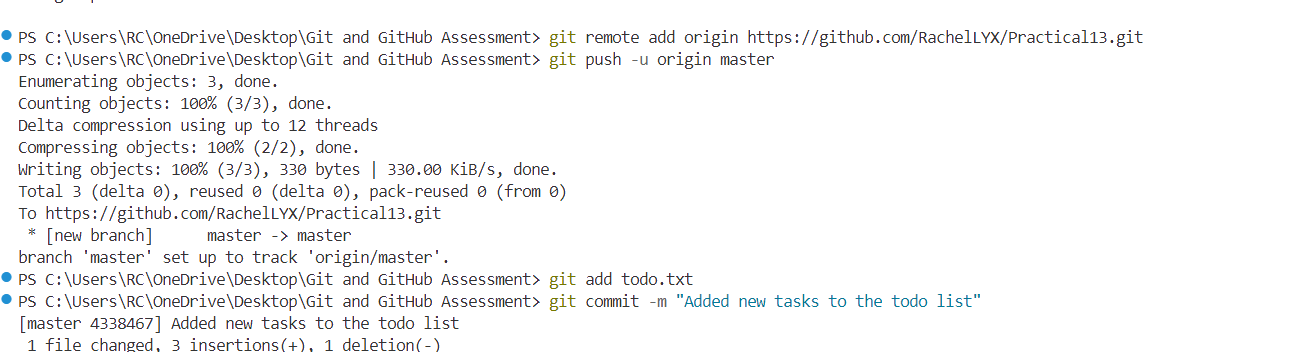 PS C:\Users\RC\OneDrive\Desktop\Git and GitHub Assessment> git remote add origin https://github.com/RachelLYX/Practical13.git
PS C:\Users\RC\OneDrive\Desktop\Git and GitHub Assessment> git push -u origin master
Enumerating objects: 3, done.
Counting objects: 100% (3/3), done.
Delta compression using up to 12 threads
Compressing objects: 100% (2/2), done.
Writing objects: 100% (3/3), 330 bytes | 330.00 KiB/s, done.
Total 3 (delta 0), reused 0 (delta 0), pack-reused 0 (from 0)
To https://github.com/RachelLYX/Practical13.git
 * [new branch]      master -> master
branch 'master' set up to track 'origin/master'.
PS C:\Users\RC\OneDrive\Desktop\Git and GitHub Assessment> git add todo.txt
PS C:\Users\RC\OneDrive\Desktop\Git and GitHub Assessment> git commit -m "Added new tasks to the todo list"
[master 4338467] Added new tasks to the todo list
 1 file changed, 3 insertions(+), 1 deletion(-)